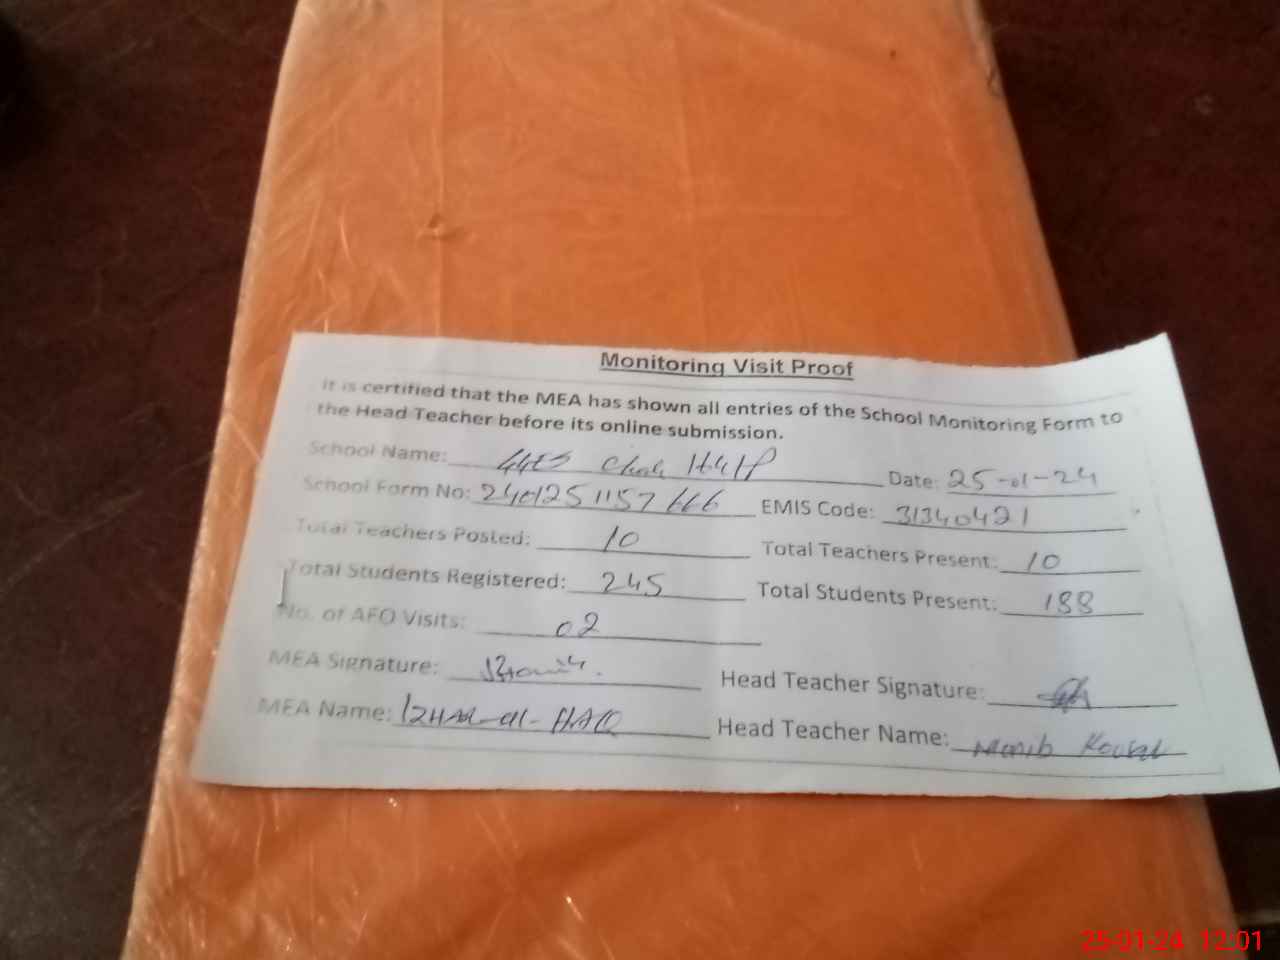 Monitoring Visit Proof
It is certified that the MEA has shown all entries of the School Monitoring Form to
the Head Teacher before its online submission.
School Name: Chak Date: 25-01-24
School Form No: 2401251157666 EMIS Code: 31340421
Total Teachers Posted: 10 Total Teachers Present: 10
Total Students Registered: 245 Total Students Present: 188
No. of AEO Visits: 02
MEA Signature: Head Teacher Signature:
MEA Name: IZHAR-ul-HAQ Head Teacher Name:
25-01-24 12:01